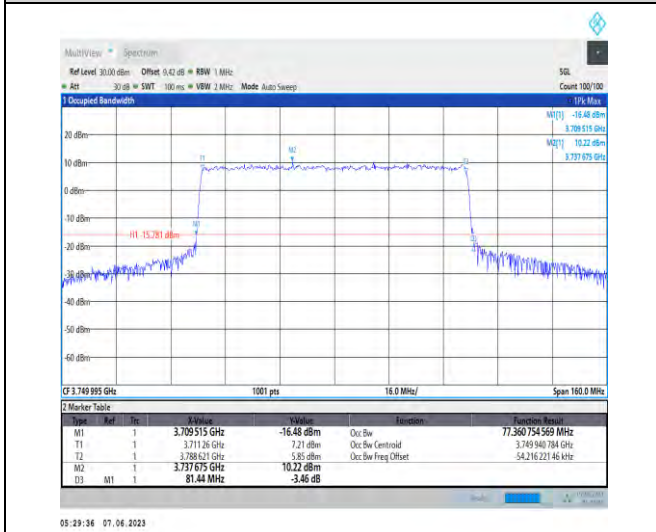 MultiView Spectrum
Ref Level 30.00 dBm Offset 9.42 dB RBW 1 MHz SGL
Att 30 dB SWT 100 ms VBW 2 MHz Mode Auto Sweep Count 100/100
1 Occupied Bandwidth 1Pk Max
M1[1] -16.48 dBm
3.709 515 GHz
M2[1] 10.22 dBm
3.737 675 GHz
20 dBm
M2
T1 T2
10 dBm
0 dBm
-10 dBm
M1
H1 -15.781 dBm
D3
-20 dBm
-30 dBm
-40 dBm
-50 dBm
-60 dBm
CF 3.749 995 GHz 1001 pts 16.0 MHz/ Span 160.0 MHz
2 Marker Table
Type Ref Trc X-Value Y-Value Function Function Result
M1 1 3.709 515 GHz -16.48 dBm Occ Bw 77.360 754 569 MHz
T1 1 3.711 26 GHz 7.21 dBm Occ Bw Centroid 3.749 940 784 GHz
T2 1 3.788 621 GHz 5.85 dBm Occ Bw Freq Offset -54.216 221 46 kHz
M2 1 3.737 675 GHz 10.22 dBm
D3 M1 1 81.44 MHz -3.46 dB
05:29:36 07.06.2023